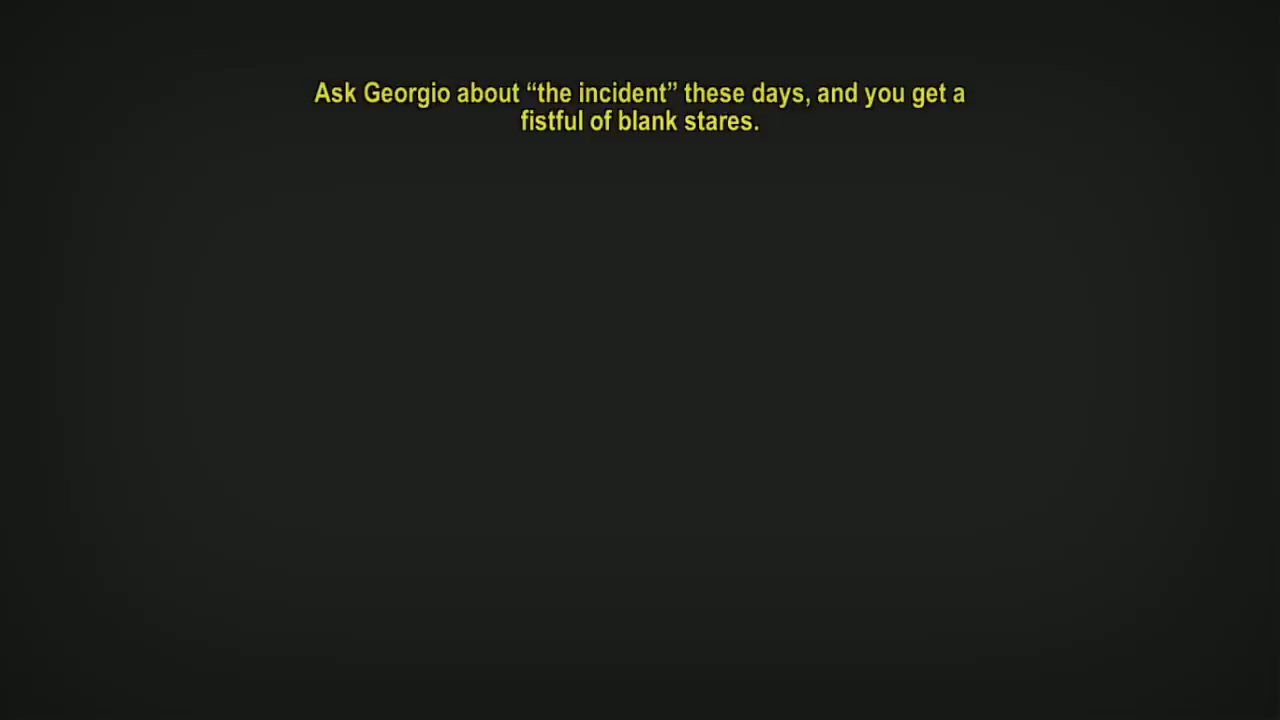 Ask Georgio about “the incident” these days, and you get a
fistful of blank stares.